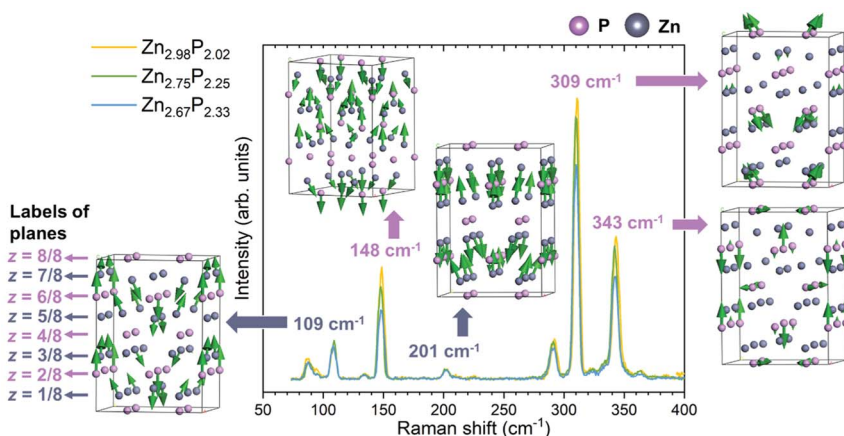 Zn₂.₉₈P₂.₀₂
Zn₂.₇₅P₂.₂₅
Zn₂.₆₇P₂.₃₃
P Zn
309 cm⁻¹
343 cm⁻¹
148 cm⁻¹
201 cm⁻¹
109 cm⁻¹
Labels of
planes
z = 8/8
z = 7/8
z = 6/8
z = 5/8
z = 4/8
z = 3/8
z = 2/8
z = 1/8
Intensity (arb. units)
50 100 150 200 250 300 350 400
Raman shift (cm⁻¹)